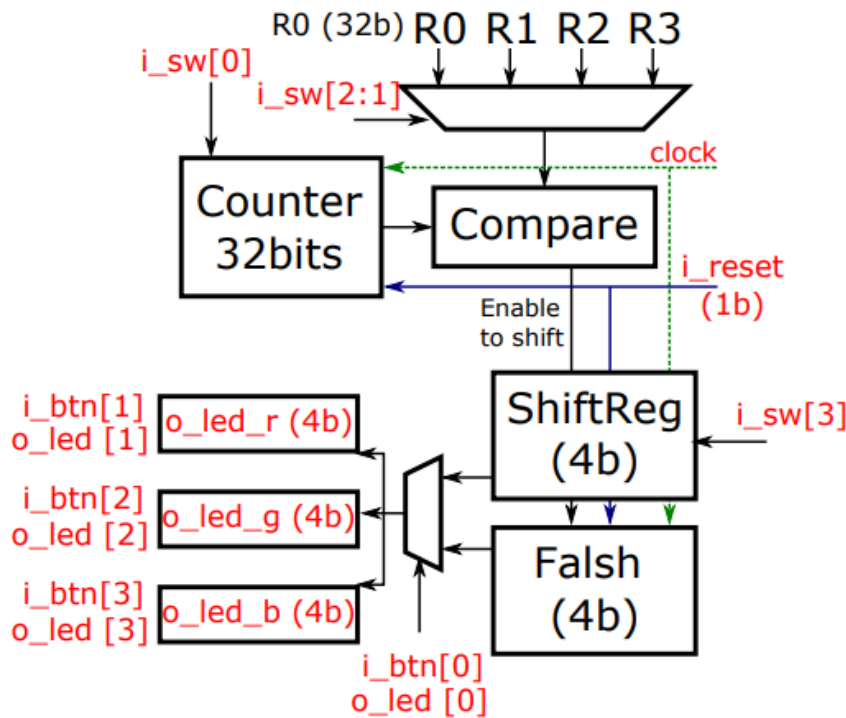 R0 (32b) R0 R1 R2 R3
i_sw[0]
i_sw[2:1]
clock
Counter
32bits
Compare
i_reset
(1b)
Enable
to shift
ShiftReg
(4b)
i_sw[3]
i_btn[1]
o_led [1]
o_led_r (4b)
i_btn[2]
o_led [2]
o_led_g (4b)
i_btn[3]
o_led [3]
o_led_b (4b)
Falsh
(4b)
i_btn[0]
o_led [0]